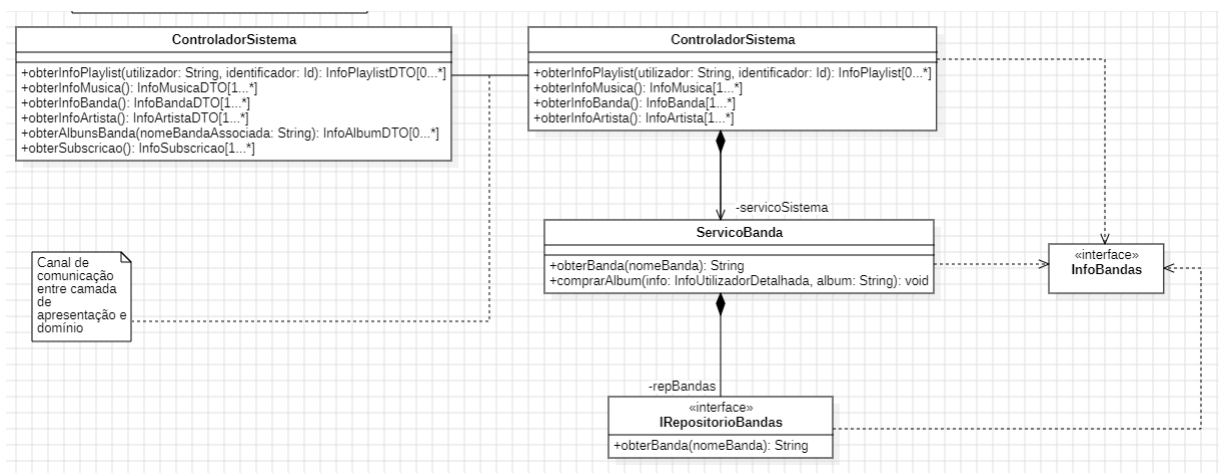 ControladorSistema
+obterInfoPlaylist(utilizador: String, identificador: Id): InfoPlaylistDTO[0...*]
+obterInfoMusica(): InfoMusicaDTO[1...*]
+obterInfoBanda(): InfoBandaDTO[1...*]
+obterInfoArtista(): InfoArtistaDTO[1...*]
+obterAlbunsBanda(nomeBandaAssociada: String): InfoAlbumDTO[0...*]
+obterSubscricao(): InfoSubscricao[1...*]
ControladorSistema
+obterInfoPlaylist(utilizador: String, identificador: Id): InfoPlaylist[0...*]
+obterInfoMusica(): InfoMusica[1...*]
+obterInfoBanda(): InfoBanda[1...*]
+obterInfoArtista(): InfoArtista[1...*]
-servicoSistema
ServicoBanda
+obterBanda(nomeBanda): String
+comprarAlbum(info: InfoUtilizadorDetalhada, album: String): void
«interface»
InfoBandas
Canal de
comunicação
entre camada
de
apresentação e
domínio
-repBandas
«interface»
IRepositorioBandas
+obterBanda(nomeBanda): String